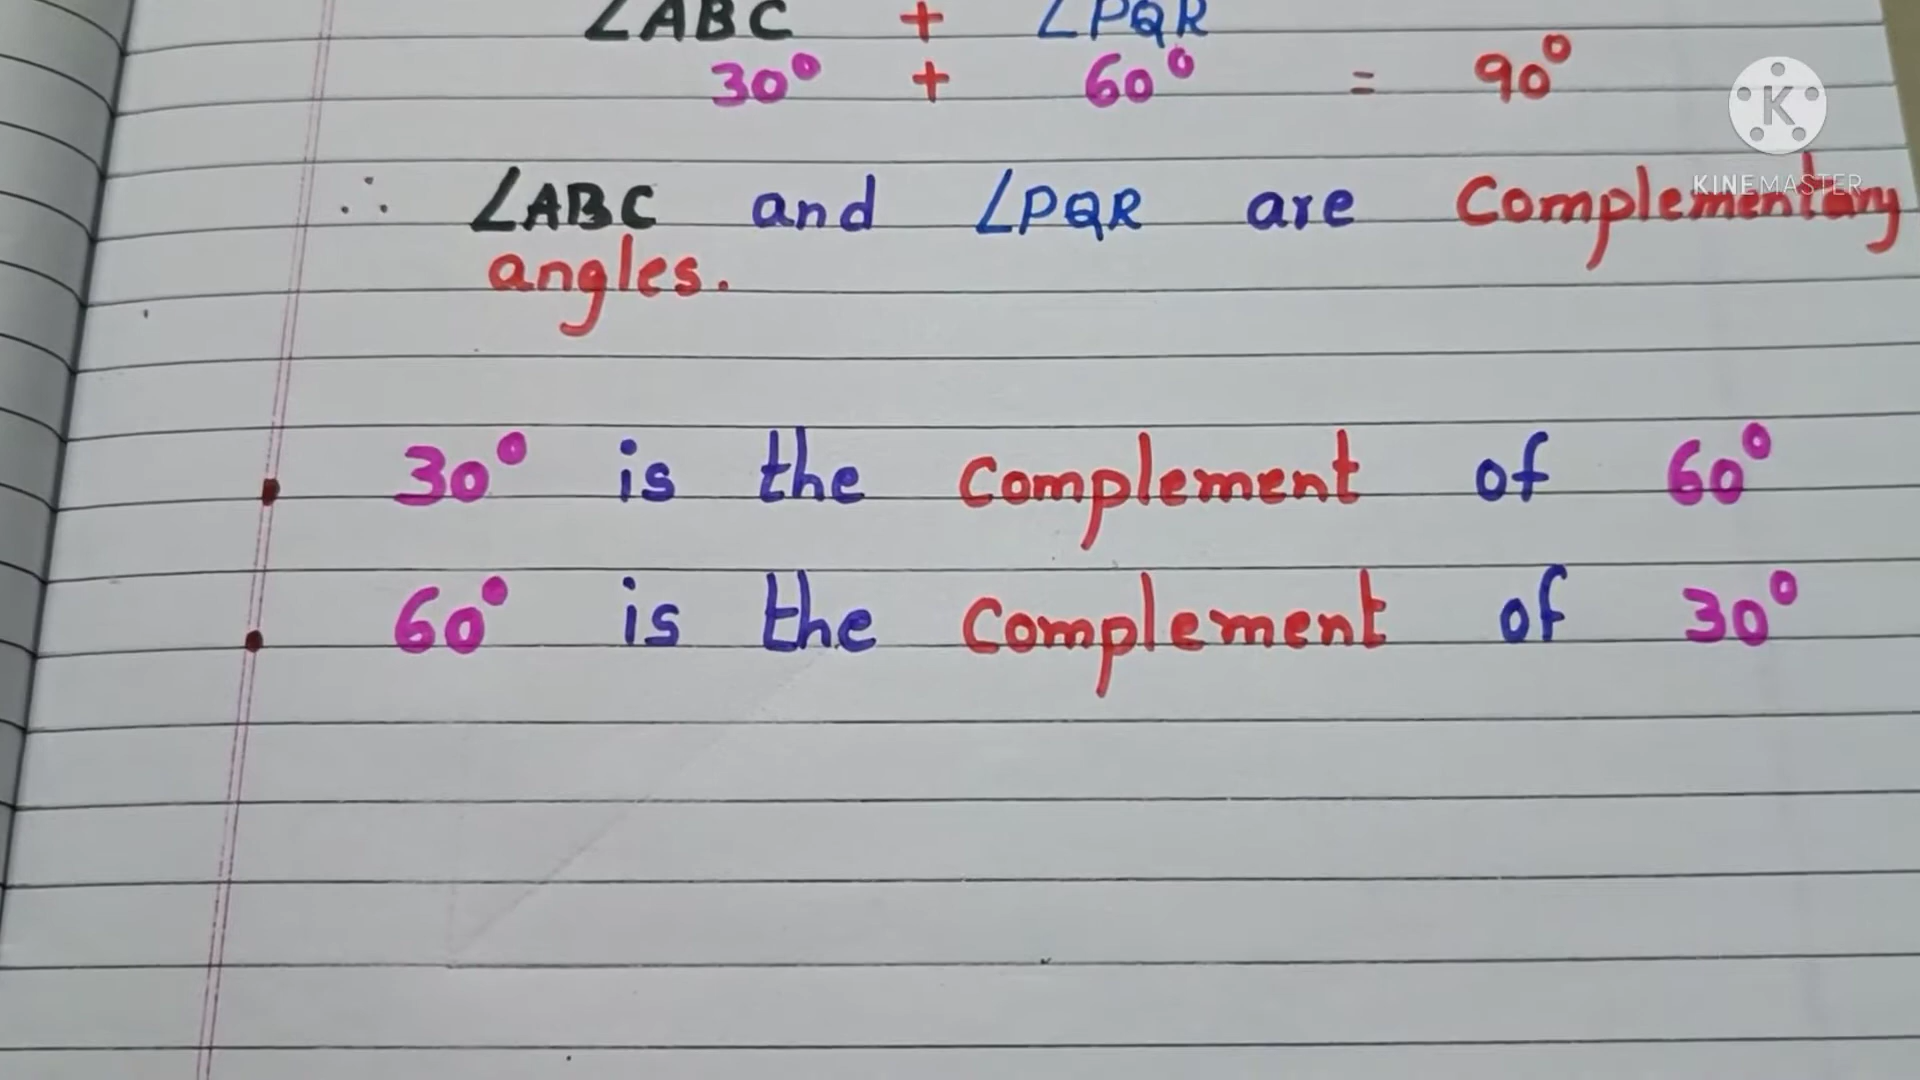 ∠ABC + ∠PQR
30° + 60° = 90°
K
KINEMASTER
∴ ∠ABC and ∠PQR are Complementary
angles.
• 30° is the Complement of 60°
• 60° is the Complement of 30°